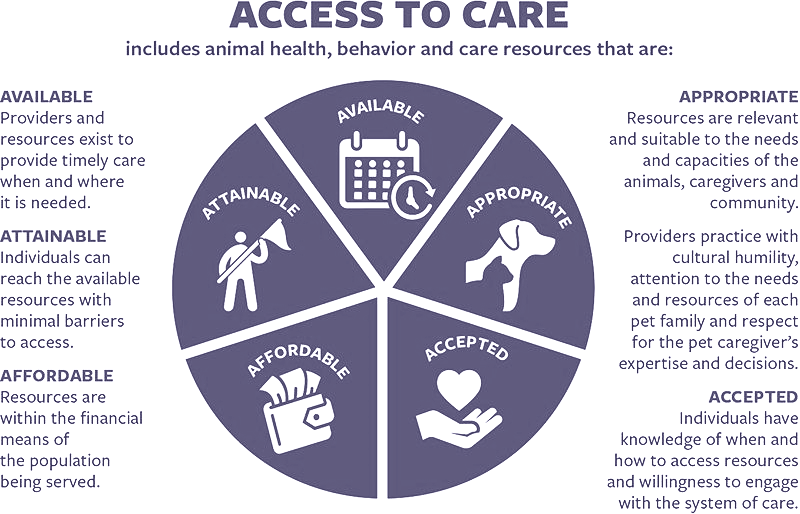 ACCESS TO CARE
includes animal health, behavior and care resources that are:
AVAILABLE
Providers and
resources exist to
provide timely care
when and where
it is needed.
ATTAINABLE
Individuals can
reach the available
resources with
minimal barriers
to access.
AFFORDABLE
Resources are
within the financial
means of
the population
being served.
AVAILABLE
ATTAINABLE
APPROPRIATE
AFFORDABLE
ACCEPTED
APPROPRIATE
Resources are relevant
and suitable to the needs
and capacities of the
animals, caregivers and
community.
Providers practice with
cultural humility,
attention to the needs
and resources of each
pet family and respect
for the pet caregiver's
expertise and decisions.
ACCEPTED
Individuals have
knowledge of when and
how to access resources
and willingness to engage
with the system of care.